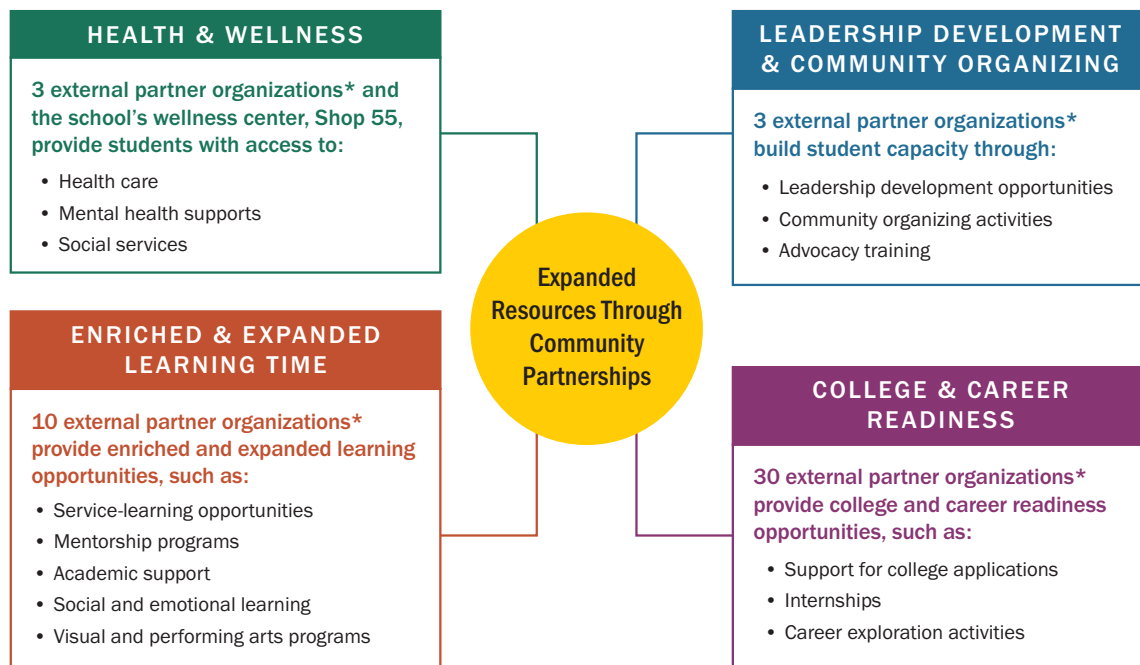 HEALTH & WELLNESS
3 external partner organizations* and
the school's wellness center, Shop 55,
provide students with access to:
• Health care
• Mental health supports
• Social services
LEADERSHIP DEVELOPMENT
& COMMUNITY ORGANIZING
3 external partner organizations*
build student capacity through:
• Leadership development opportunities
• Community organizing activities
• Advocacy training
Expanded
Resources Through
Community
Partnerships
ENRICHED & EXPANDED
LEARNING TIME
10 external partner organizations*
provide enriched and expanded learning
opportunities, such as:
• Service-learning opportunities
• Mentorship programs
• Academic support
• Social and emotional learning
• Visual and performing arts programs
COLLEGE & CAREER
READINESS
30 external partner organizations*
provide college and career readiness
opportunities, such as:
• Support for college applications
• Internships
• Career exploration activities